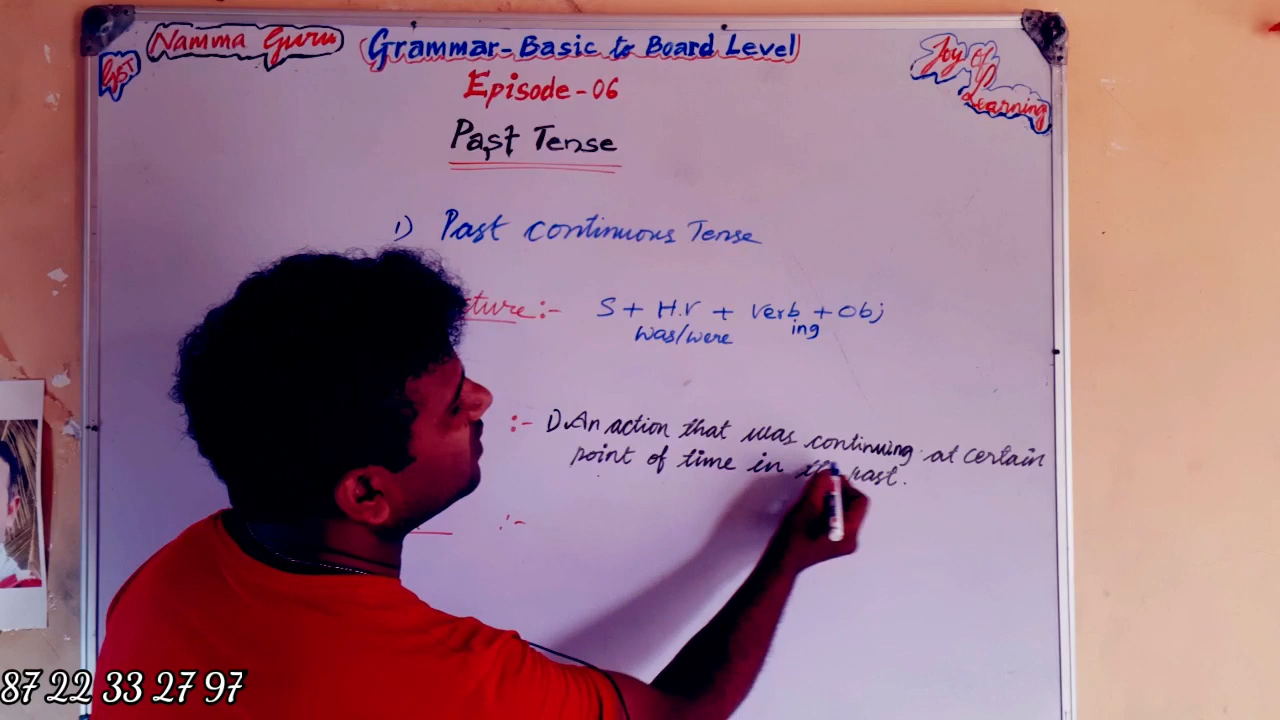 Namma Guru
Grammar-Basic to Board Level
Joy of
Learning
Episode-06
Past Tense
1) Past continuous Tense
cture:- S + H.V + Verb + Obj
was/were ing
:- 1) An action that was continuing at certain
point of time in the past.
:-
87 22 33 27 97